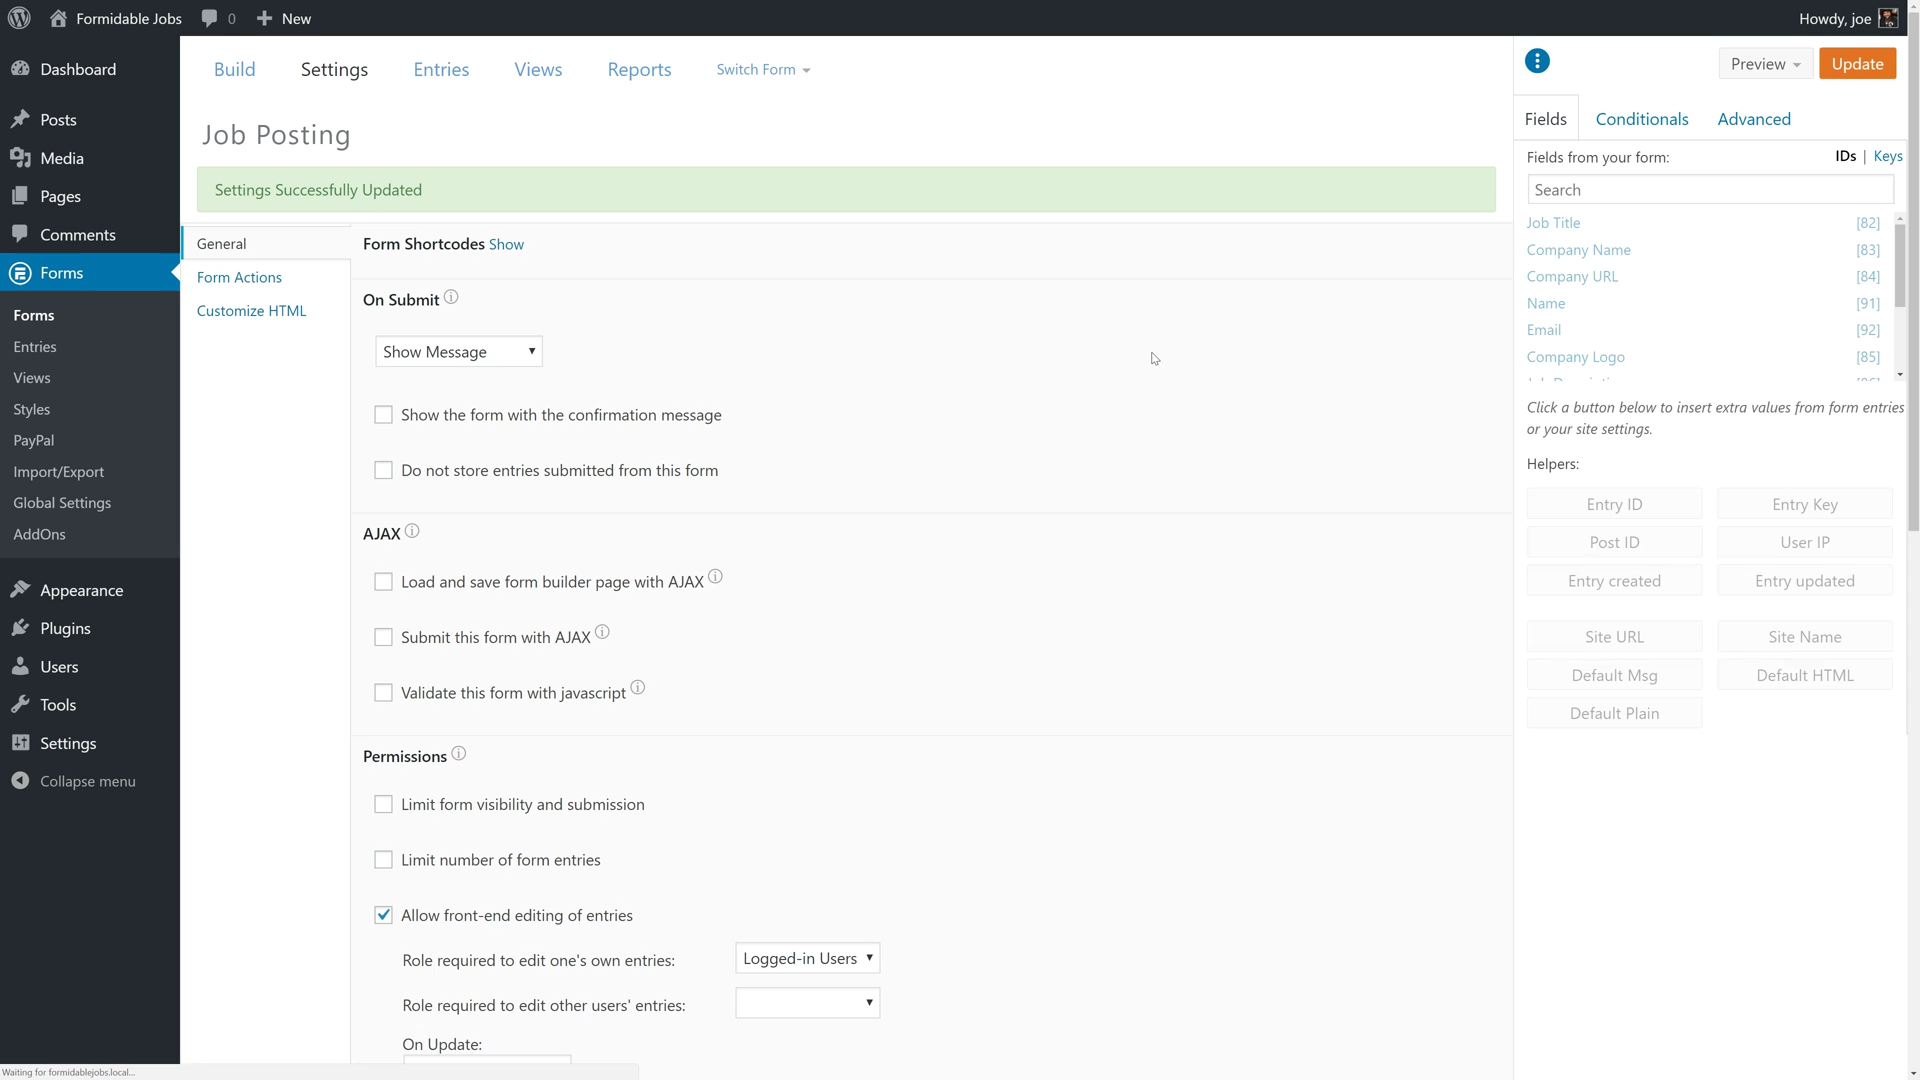 Formidable Jobs
0
New
Howdy, joe
Dashboard
Posts
Media
Pages
Comments
Forms
Forms
Entries
Views
Styles
PayPal
Import/Export
Global Settings
AddOns
Appearance
Plugins
Users
Tools
Settings
Collapse menu
Build
Settings
Entries
Views
Reports
Switch Form
Job Posting
Settings Successfully Updated
General
Form Actions
Customize HTML
Form Shortcodes Show
On Submit
Show Message
Show the form with the confirmation message
Do not store entries submitted from this form
AJAX
Load and save form builder page with AJAX
Submit this form with AJAX
Validate this form with javascript
Permissions
Limit form visibility and submission
Limit number of form entries
Allow front-end editing of entries
Role required to edit one's own entries: Logged-in Users
Role required to edit other users' entries:
On Update:
Preview
Update
Fields
Conditionals
Advanced
Fields from your form:
IDs | Keys
Search
Job Title [82]
Company Name [83]
Company URL [84]
Name [91]
Email [92]
Company Logo [85]
Click a button below to insert extra values from form entries
or your site settings.
Helpers:
Entry ID
Entry Key
Post ID
User IP
Entry created
Entry updated
Site URL
Site Name
Default Msg
Default HTML
Default Plain
Waiting for formidablejobs.local...